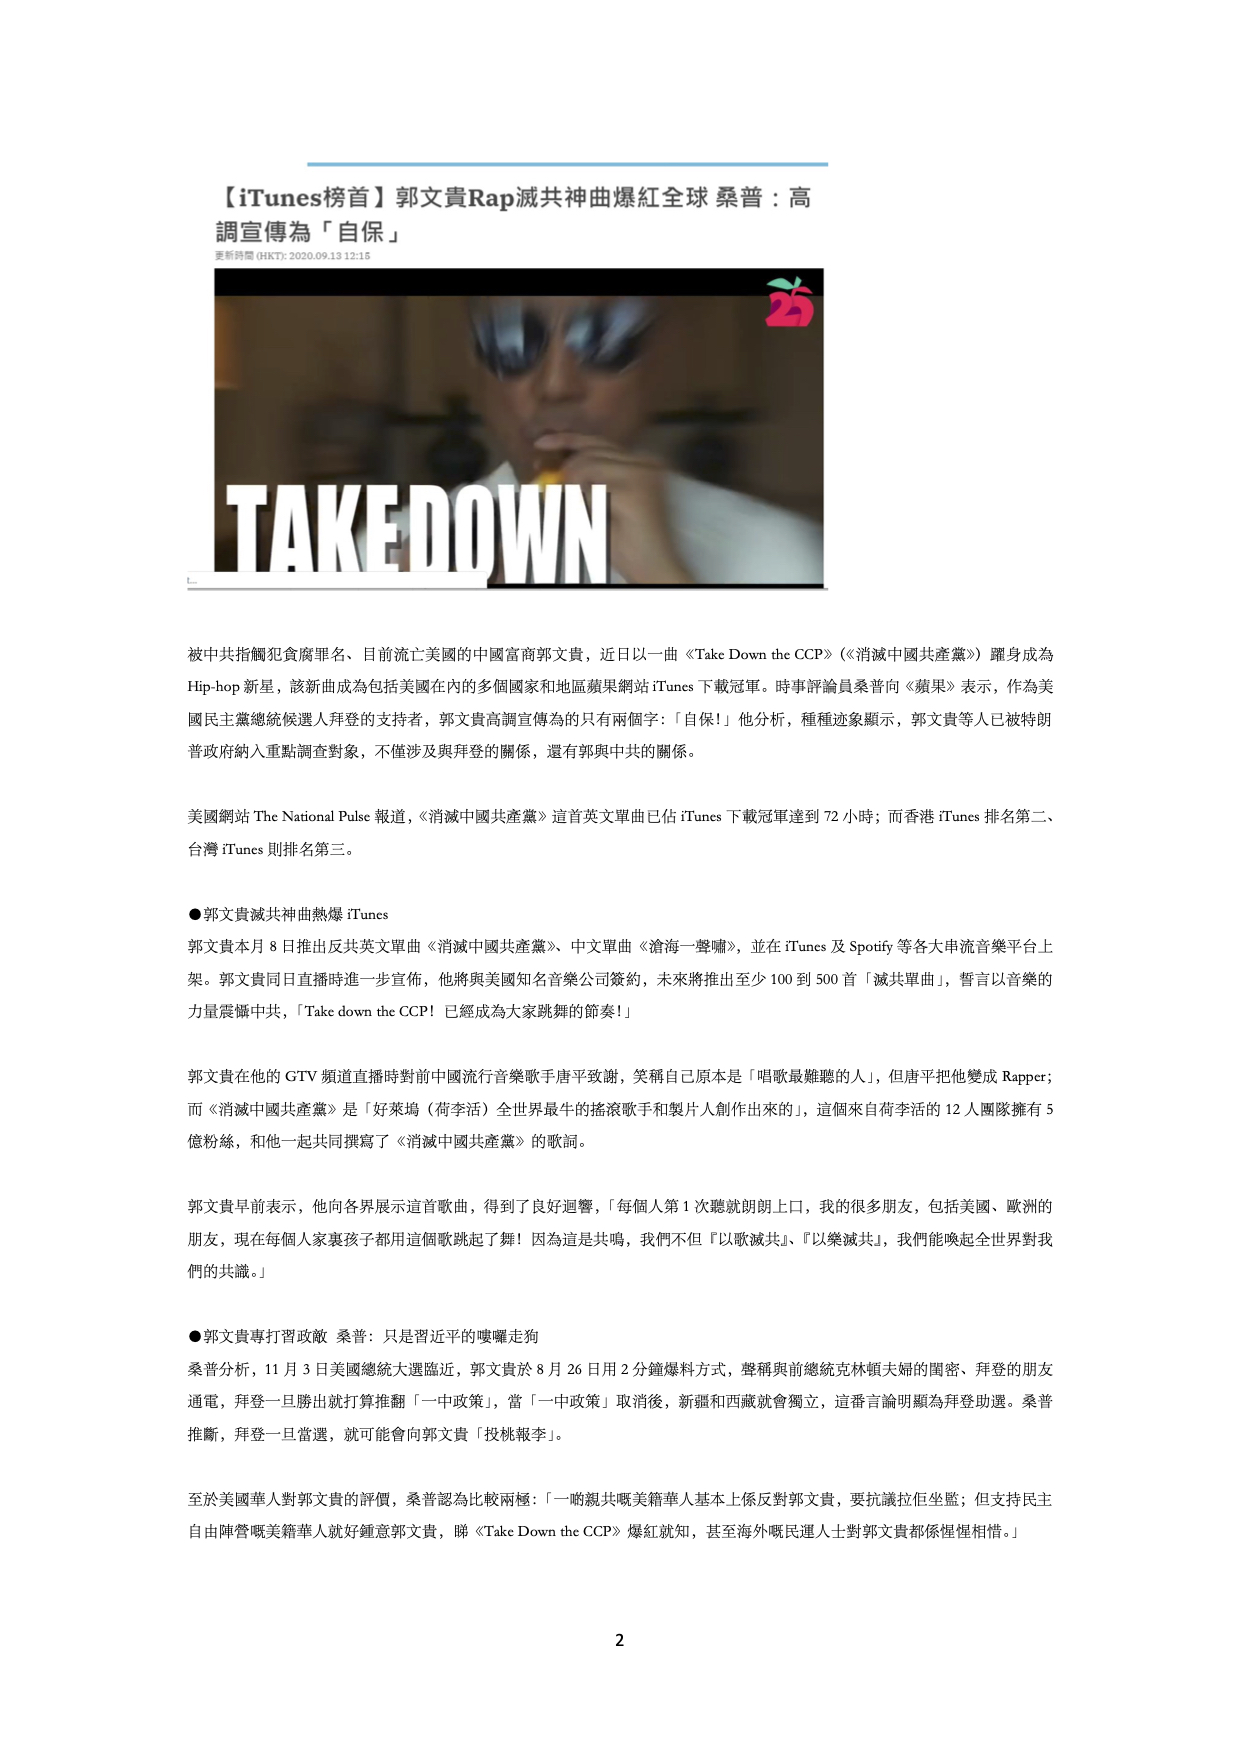 【iTunes榜首】郭文貴Rap滅共神曲爆紅全球 桑普：高
調宣傳為「自保」
更新時間 (HKT): 2020.09.13 12:15
25
TAKE DOWN
被中共指觸犯貪腐罪名、目前流亡美國的中國富商郭文貴，近日以一曲《Take Down the CCP》（《消滅中國共產黨》）躍身成為
Hip-hop 新星，該新曲成為包括美國在內的多個國家和地區蘋果網站 iTunes 下載冠軍。時事評論員桑普向《蘋果》表示，作為美
國民主黨總統候選人拜登的支持者，郭文貴高調宣傳為的只有兩個字：「自保！」他分析，種種迹象顯示，郭文貴等人已被特朗
普政府納入重點調查對象，不僅涉及與拜登的關係，還有郭與中共的關係。
美國網站 The National Pulse 報道，《消滅中國共產黨》這首英文單曲已佔 iTunes 下載冠軍達到 72 小時；而香港 iTunes 排名第二、
台灣 iTunes 則排名第三。
●郭文貴滅共神曲熱爆 iTunes
郭文貴本月 8 日推出反共英文單曲《消滅中國共產黨》、中文單曲《滄海一聲嘯》，並在 iTunes 及 Spotify 等各大串流音樂平台上
架。郭文貴同日直播時進一步宣佈，他將與美國知名音樂公司簽約，未來將推出至少 100 到 500 首「滅共單曲」，誓言以音樂的
力量震懾中共，「Take down the CCP！已經成為大家跳舞的節奏！」
郭文貴在他的 GTV 頻道直播時對前中國流行音樂歌手唐平致謝，笑稱自己原本是「唱歌最難聽的人」，但唐平把他變成 Rapper；
而《消滅中國共產黨》是「好萊塢（荷李活）全世界最牛的搖滾歌手和製片人創作出來的」，這個來自荷李活的 12 人團隊擁有 5
億粉絲，和他一起共同撰寫了《消滅中國共產黨》的歌詞。
郭文貴早前表示，他向各界展示這首歌曲，得到了良好迴響，「每個人第 1 次聽就朗朗上口，我的很多朋友，包括美國、歐洲的
朋友，現在每個人家裏孩子都用這個歌跳起了舞！因為這是共鳴，我們不但『以歌滅共』、『以樂滅共』，我們能喚起全世界對我
們的共識。」
●郭文貴專打習政敵 桑普：只是習近平的嘍囉走狗
桑普分析，11 月 3 日美國總統大選臨近，郭文貴於 8 月 26 日用 2 分鐘爆料方式，聲稱與前總統克林頓夫婦的閨密、拜登的朋友
通電，拜登一旦勝出就打算推翻「一中政策」，當「一中政策」取消後，新疆和西藏就會獨立，這番言論明顯為拜登助選。桑普
推斷，拜登一旦當選，就可能會向郭文貴「投桃報李」。
至於美國華人對郭文貴的評價，桑普認為比較兩極：「一啲親共嘅美籍華人基本上係反對郭文貴，要抗議拉佢坐監；但支持民主
自由陣營嘅美籍華人就好鍾意郭文貴，睇《Take Down the CCP》爆紅就知，甚至海外嘅民運人士對郭文貴都係惺惺相惜。」
2